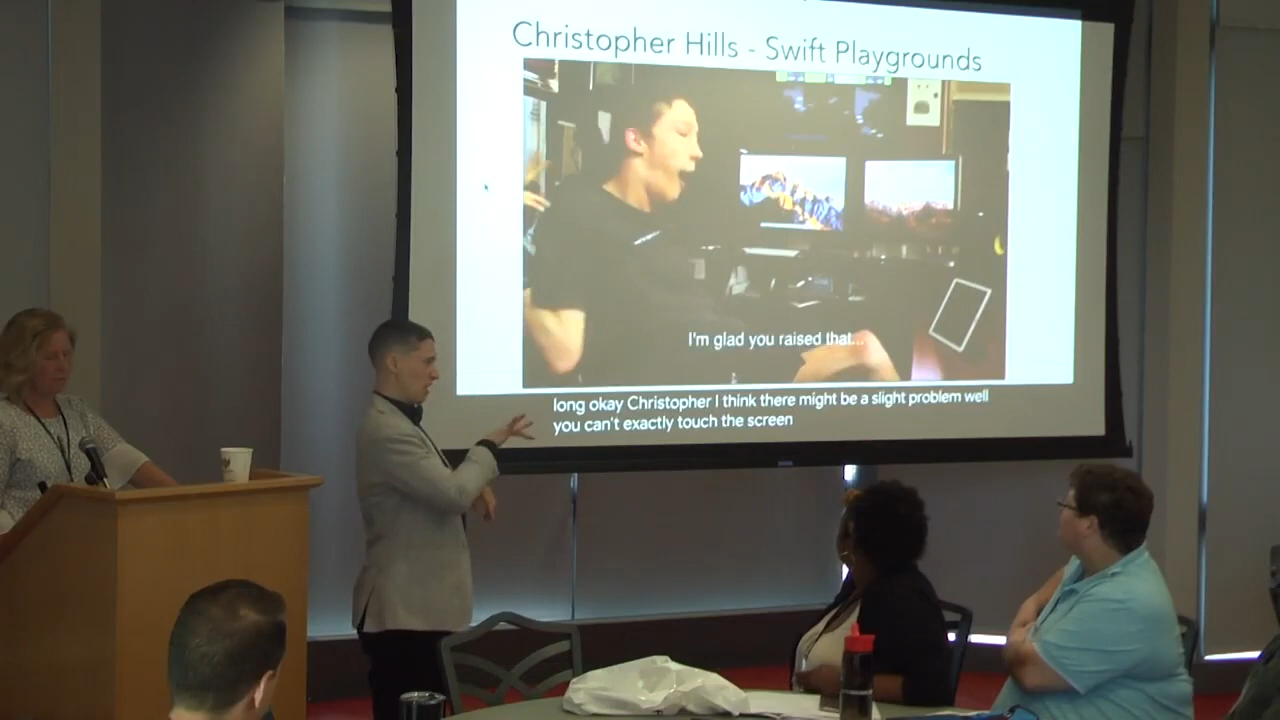 Christopher Hills - Swift Playgrounds
I'm glad you raised that...
long okay Christopher I think there might be a slight problem well
you can't exactly touch the screen